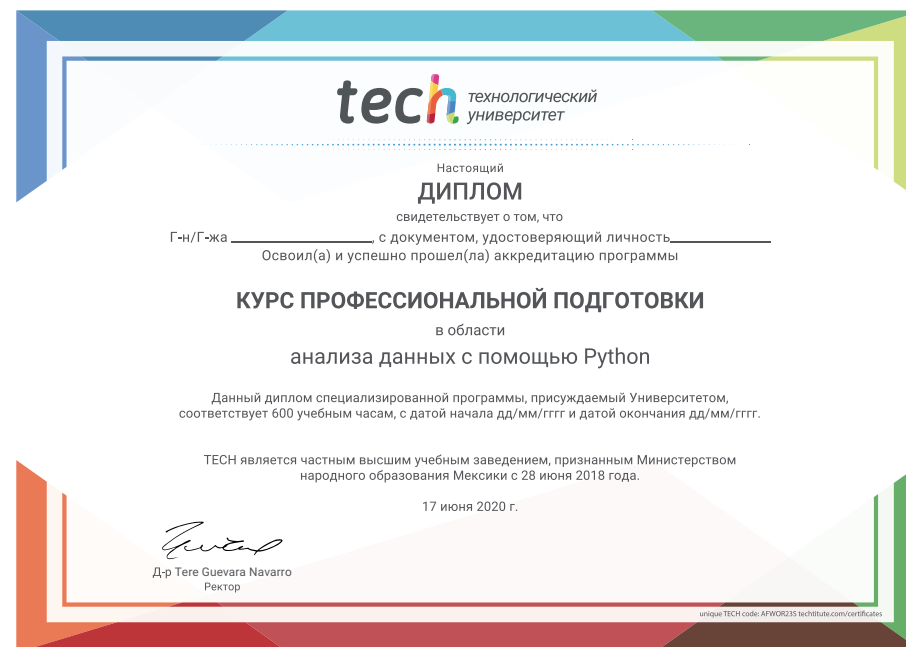 tech технологический
университет
Настоящий
ДИПЛОМ
свидетельствует о том, что
Г-н/Г-жа ____________________, с документом, удостоверяющий личность______________
Освоил(а) и успешно прошел(ла) аккредитацию программы
КУРС ПРОФЕССИОНАЛЬНОЙ ПОДГОТОВКИ
в области
анализа данных с помощью Python
Данный диплом специализированной программы, присуждаемый Университетом,
соответствует 600 учебным часам, с датой начала дд/мм/гггг и датой окончания дд/мм/гггг.
TECH является частным высшим учебным заведением, признанным Министерством
народного образования Мексики с 28 июня 2018 года.
17 июня 2020 г.
Д-р Tere Guevara Navarro
Ректор
unique TECH code: AFWOR23S techtitute.com/certificates